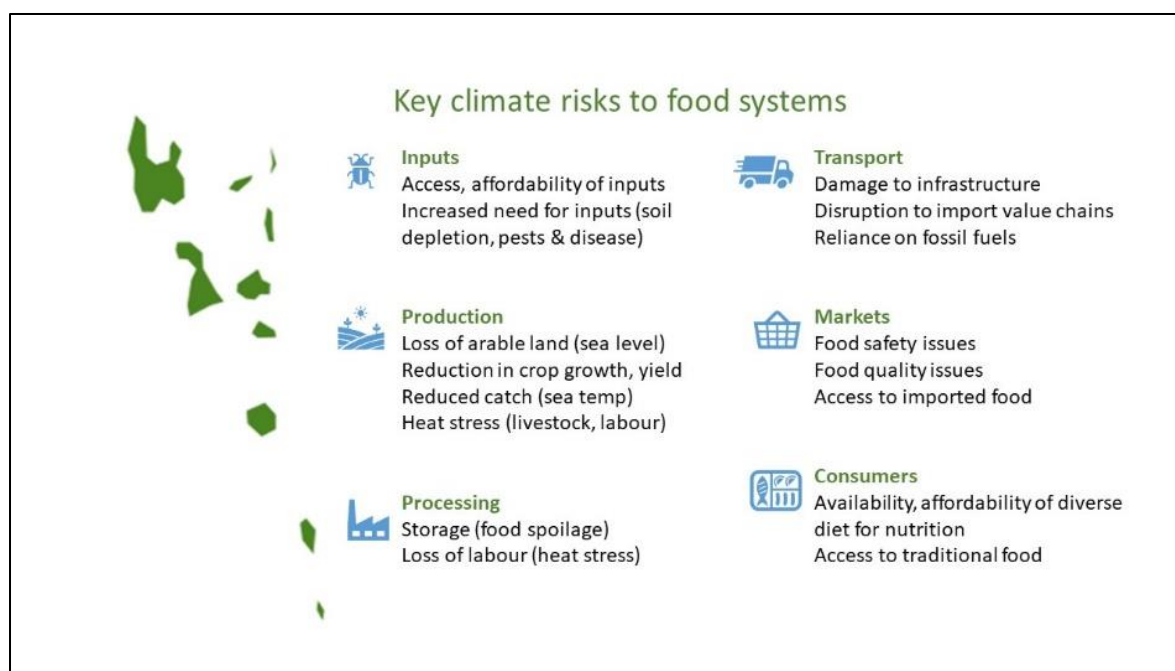 Key climate risks to food systems
Inputs
Access, affordability of inputs
Increased need for inputs (soil
depletion, pests & disease)
Production
Loss of arable land (sea level)
Reduction in crop growth, yield
Reduced catch (sea temp)
Heat stress (livestock, labour)
Processing
Storage (food spoilage)
Loss of labour (heat stress)
Transport
Damage to infrastructure
Disruption to import value chains
Reliance on fossil fuels
Markets
Food safety issues
Food quality issues
Access to imported food
Consumers
Availability, affordability of diverse
diet for nutrition
Access to traditional food